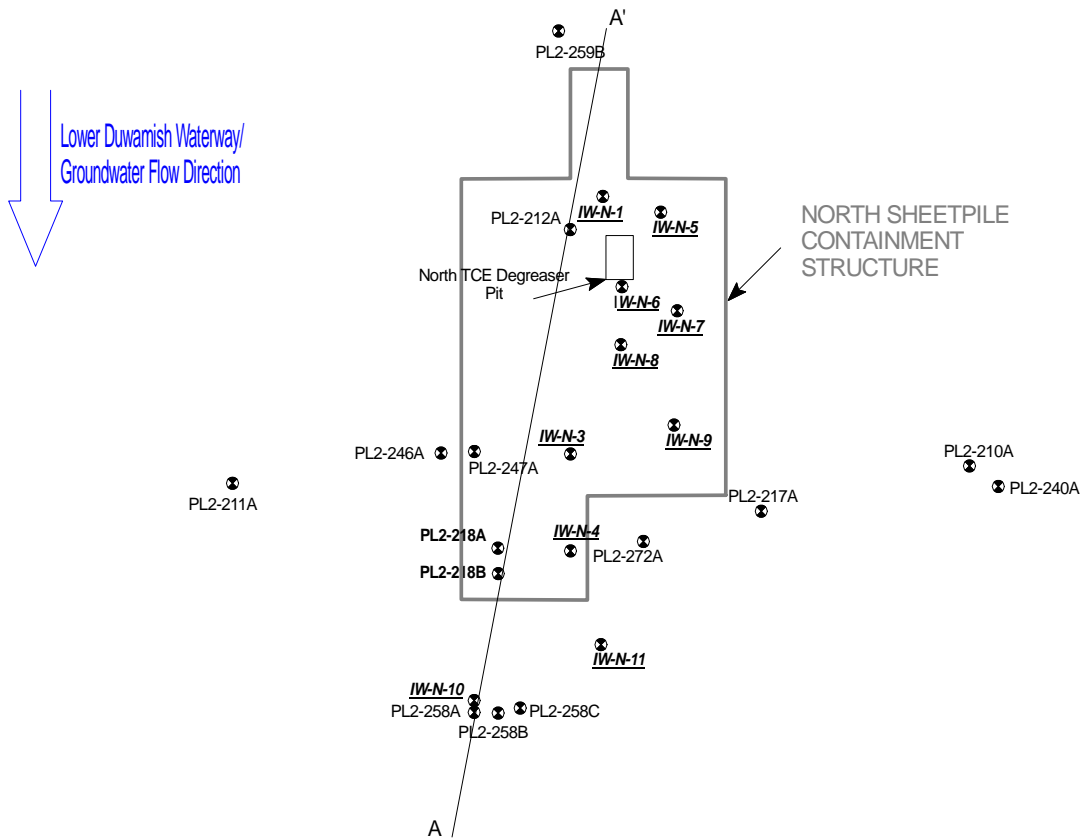 A'
PL2-259B
Lower Duwamish Waterway/
Groundwater Flow Direction
PL2-212A
IW-N-1
IW-N-5
NORTH SHEETPILE
CONTAINMENT
STRUCTURE
North TCE Degreaser
Pit
IW-N-6
IW-N-7
IW-N-8
IW-N-3
IW-N-9
PL2-246A
PL2-247A
PL2-211A
PL2-210A
PL2-240A
PL2-217A
PL2-218A
IW-N-4
PL2-272A
PL2-218B
IW-N-11
IW-N-10
PL2-258A
PL2-258C
PL2-258B
A